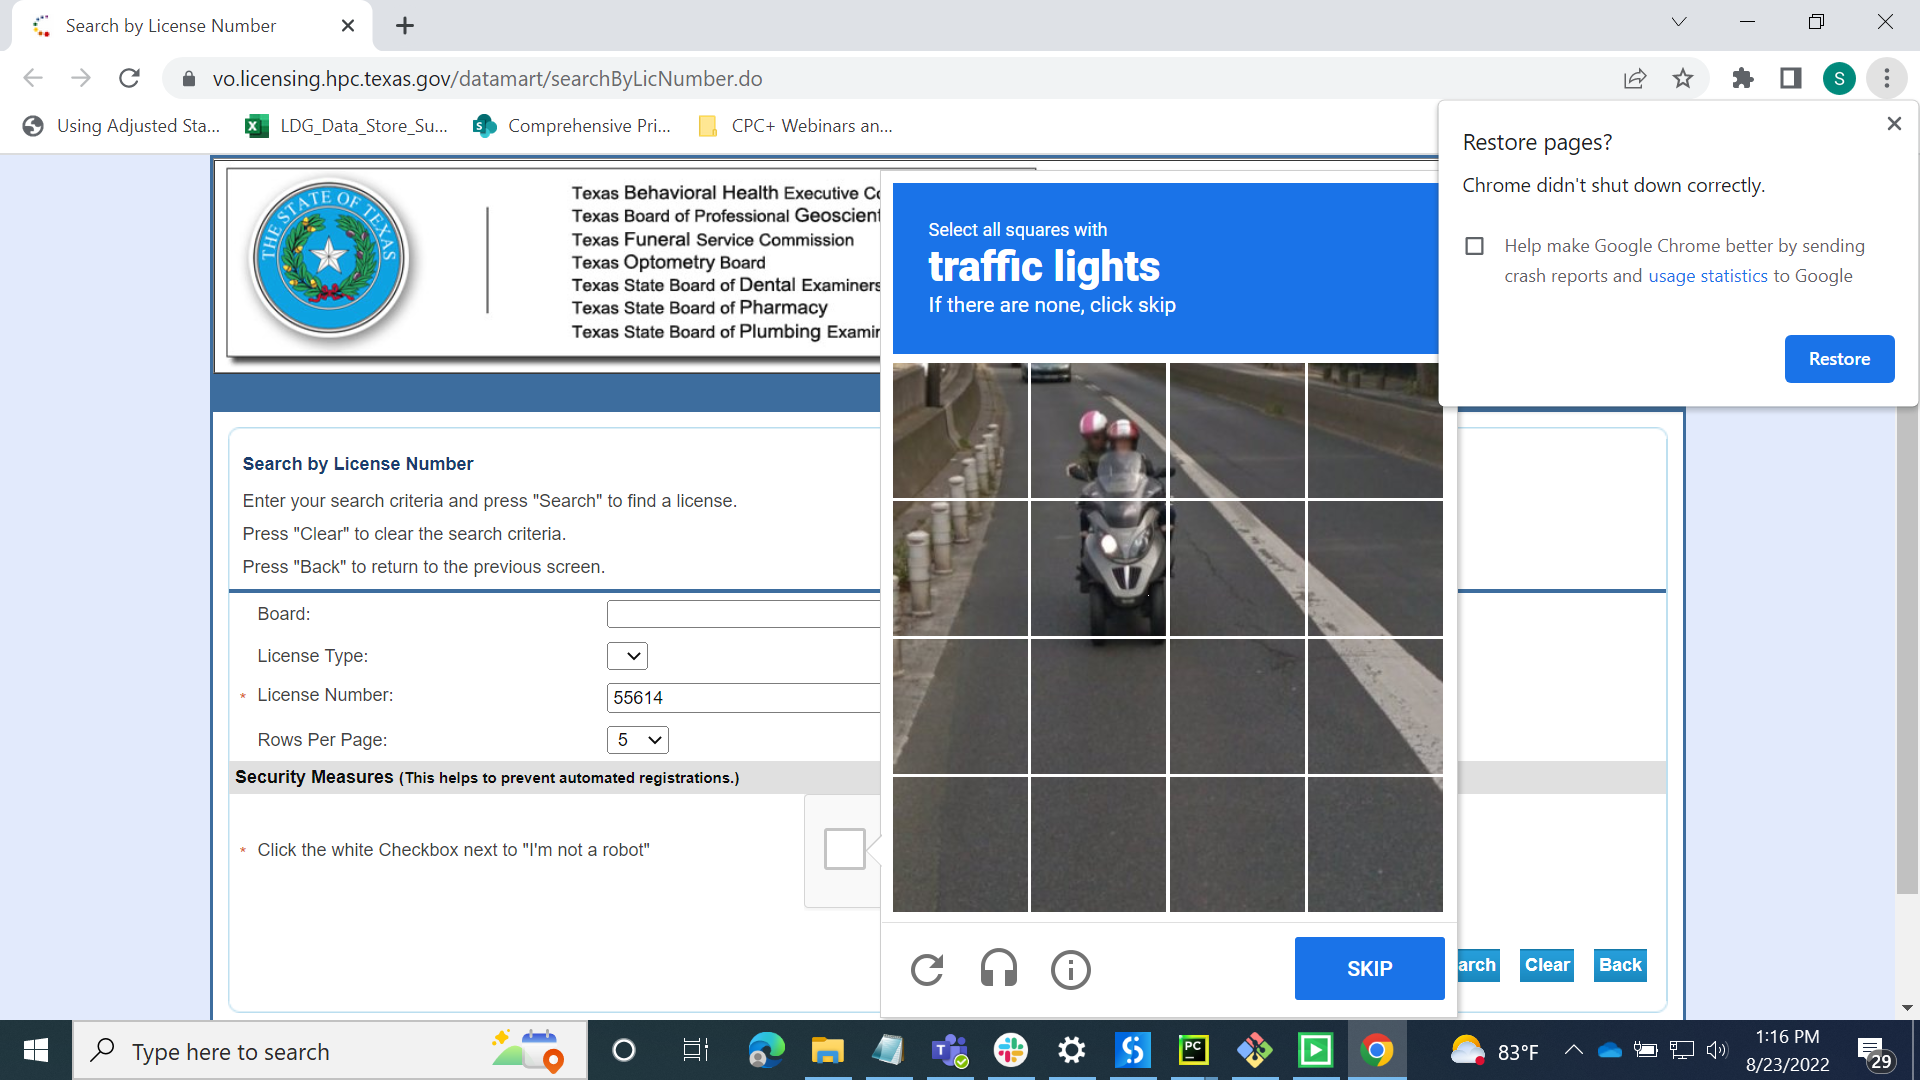 Search by License Number
vo.licensing.hpc.texas.gov/datamart/searchByLicNumber.do
S
Using Adjusted Sta...
LDG_Data_Store_Su...
Comprehensive Pri...
CPC+ Webinars an...
Restore pages?
Chrome didn't shut down correctly.
Help make Google Chrome better by sending
crash reports and usage statistics to Google
Restore
THE STATE OF TEXAS
Texas Behavioral Health Executive
Texas Board of Professional
Texas Funeral Service Commission
Texas Optometry Board
Texas State Board of Dental Examiners
Texas State Board of Pharmacy
Texas State Board of Plumbing
Select all squares with
traffic lights
If there are none, click skip
Search by License Number
Enter your search criteria and press "Search" to find a license.
Press "Clear" to clear the search criteria.
Press "Back" to return to the previous screen.
Board:
License Type:
* License Number:
55614
Rows Per Page:
5
Security Measures (This helps to prevent automated registrations.)
* Click the white Checkbox next to "I'm not a robot"
SKIP
arch
Clear
Back
Type here to search
PC
83°F
1:16 PM
8/23/2022
29